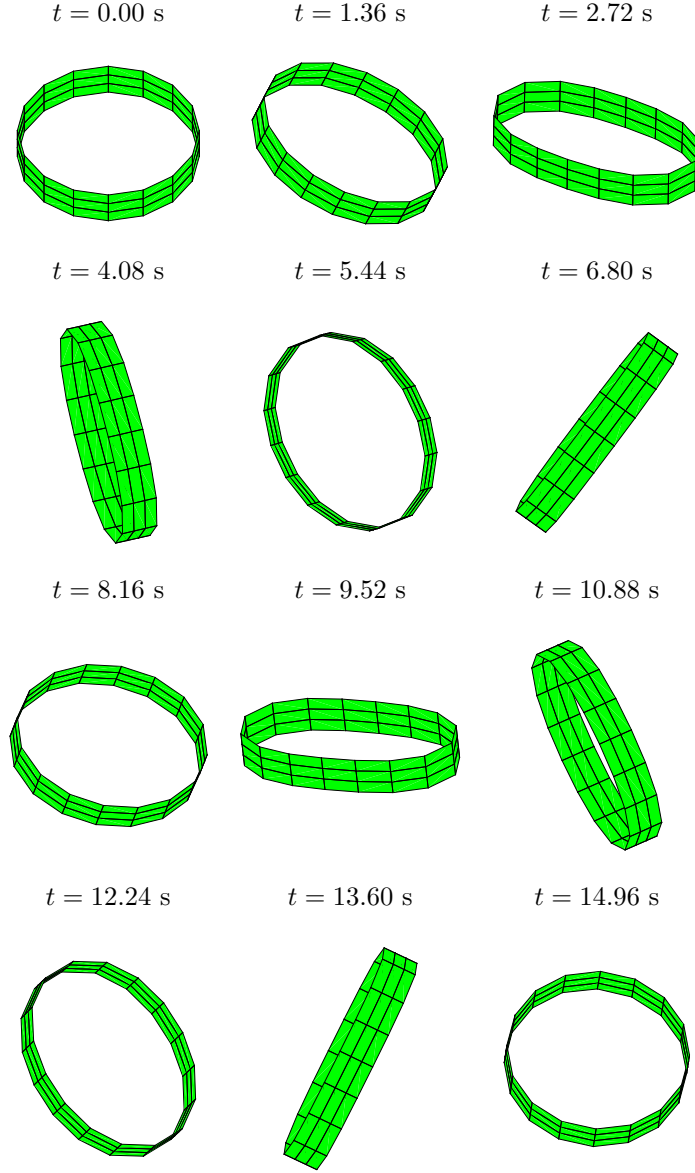 t = 0.00 s t = 1.36 s t = 2.72 s
t = 4.08 s t = 5.44 s t = 6.80 s
t = 8.16 s t = 9.52 s t = 10.88 s
t = 12.24 s t = 13.60 s t = 14.96 s